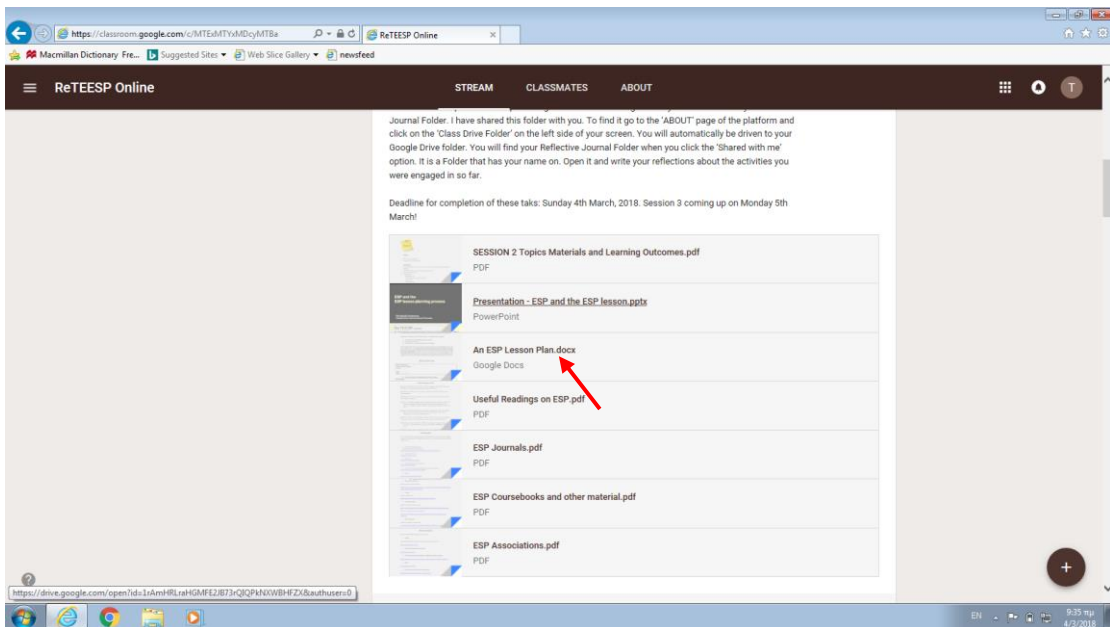 https://classroom.google.com/c/MTExMTYxMDcyMTBa
ReTEESP Online
Macmillan Dictionary Fre...
Suggested Sites
Web Slice Gallery
newsfeed
ReTEESP Online
STREAM
CLASSMATES
ABOUT
T
Journal Folder. I have shared this folder with you. To find it go to the 'ABOUT' page of the platform and
click on the 'Class Drive Folder' on the left side of your screen. You will automatically be driven to your
Google Drive folder. You will find your Reflective Journal Folder when you click the 'Shared with me'
option. It is a Folder that has your name on. Open it and write your reflections about the activities you
were engaged in so far.
Deadline for completion of these taks: Sunday 4th March, 2018. Session 3 coming up on Monday 5th
March!
SESSION 2 Topics Materials and Learning Outcomes.pdf
PDF
Presentation - ESP and the ESP lesson.pptx
PowerPoint
An ESP Lesson Plan.docx
Google Docs
Useful Readings on ESP.pdf
PDF
ESP Journals.pdf
PDF
ESP Coursebooks and other material.pdf
PDF
ESP Associations.pdf
PDF
EN
9:35 πμ
4/3/2018